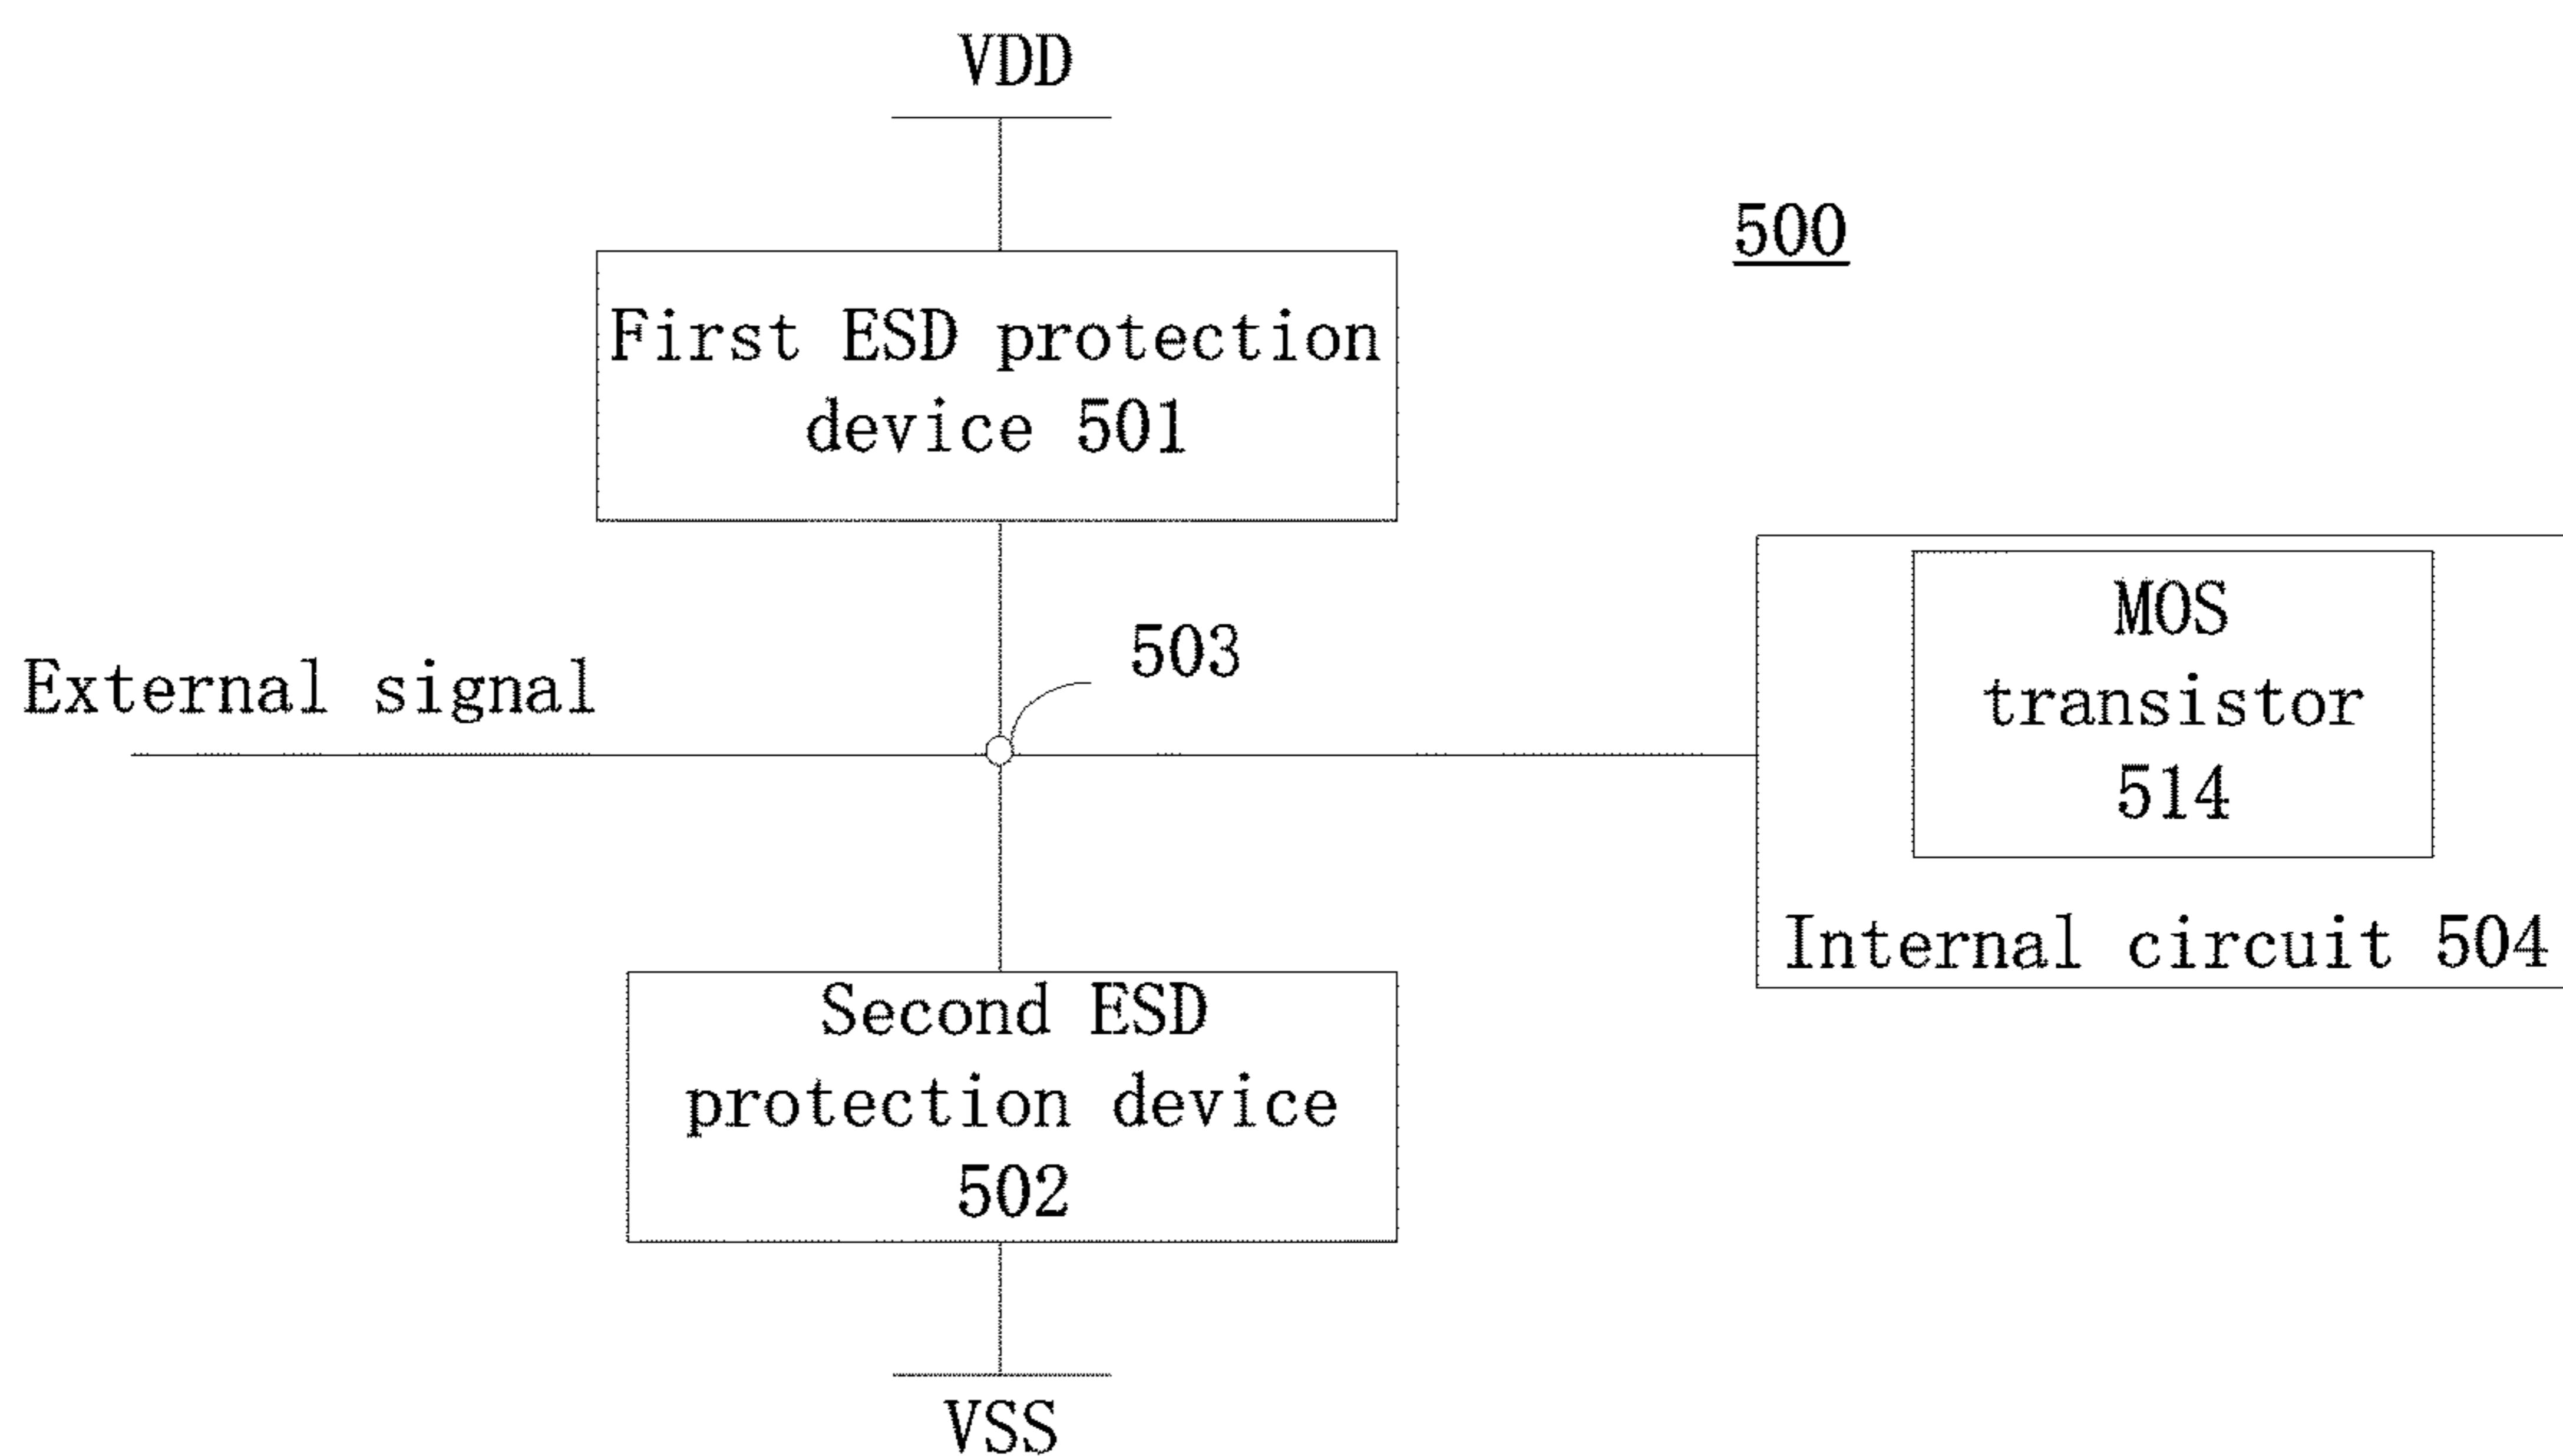 VDD
500
First ESD protection
device 501
503
External signal
MOS
transistor
514
Internal circuit 504
Second ESD
protection device
502
VSS